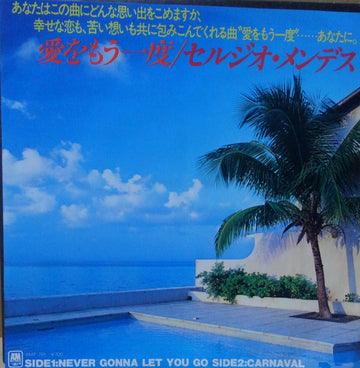 あなたはこの曲にどんな思い出をこめますか、
幸せな恋も、苦い想いも共に包みこんでくれる曲"愛をもう一度"‥‥‥あなたに。
愛をもう一度/セルジオ・メンデス
A&M
SIDE1:NEVER GONNA LET YOU GO SIDE2:CARNAVAL